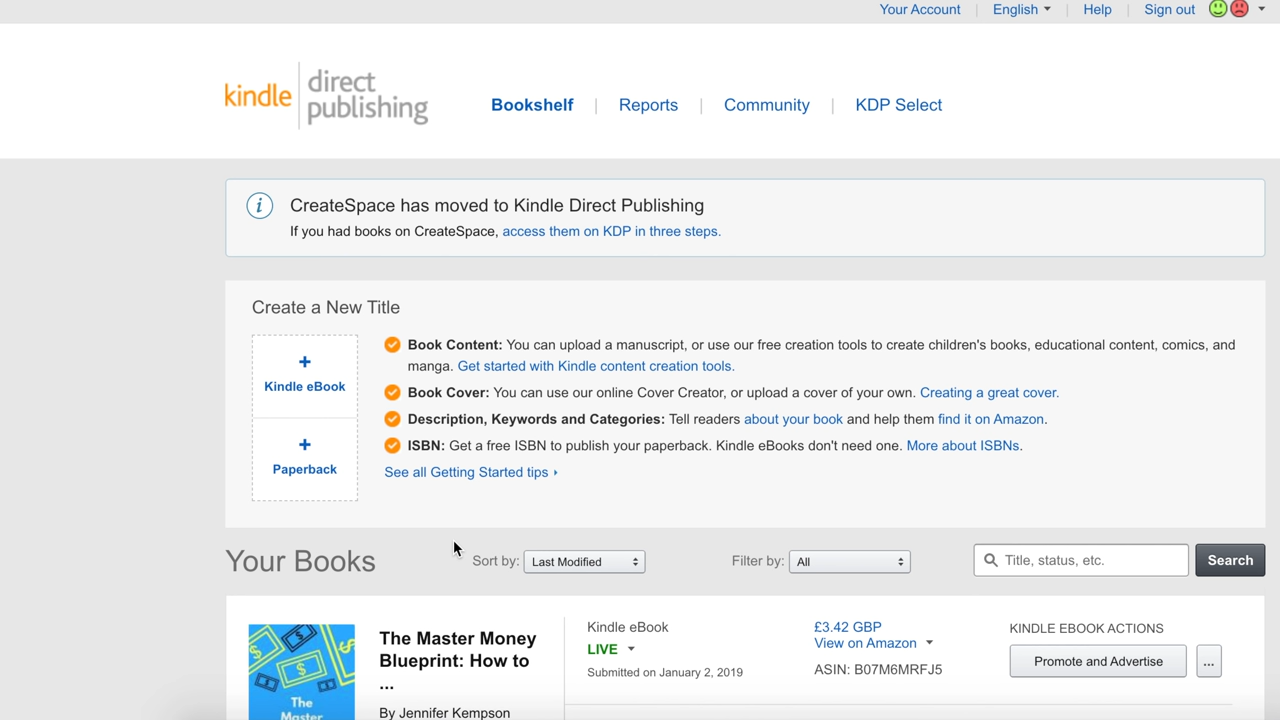 Your Account | English | Help | Sign out
kindle direct publishing
Bookshelf | Reports | Community | KDP Select
CreateSpace has moved to Kindle Direct Publishing
If you had books on CreateSpace, access them on KDP in three steps.
Create a New Title
+
Kindle eBook
+
Paperback
Book Content: You can upload a manuscript, or use our free creation tools to create children's books, educational content, comics, and
manga. Get started with Kindle content creation tools.
Book Cover: You can use our online Cover Creator, or upload a cover of your own. Creating a great cover.
Description, Keywords and Categories: Tell readers about your book and help them find it on Amazon.
ISBN: Get a free ISBN to publish your paperback. Kindle eBooks don't need one. More about ISBNs.
See all Getting Started tips ›
Your Books
Sort by: Last Modified
Filter by: All
Title, status, etc.
Search
The
Master
The Master Money
Blueprint: How to
...
By Jennifer Kempson
Kindle eBook
LIVE
Submitted on January 2, 2019
£3.42 GBP
View on Amazon
ASIN: B07M6MRFJ5
KINDLE EBOOK ACTIONS
Promote and Advertise
...